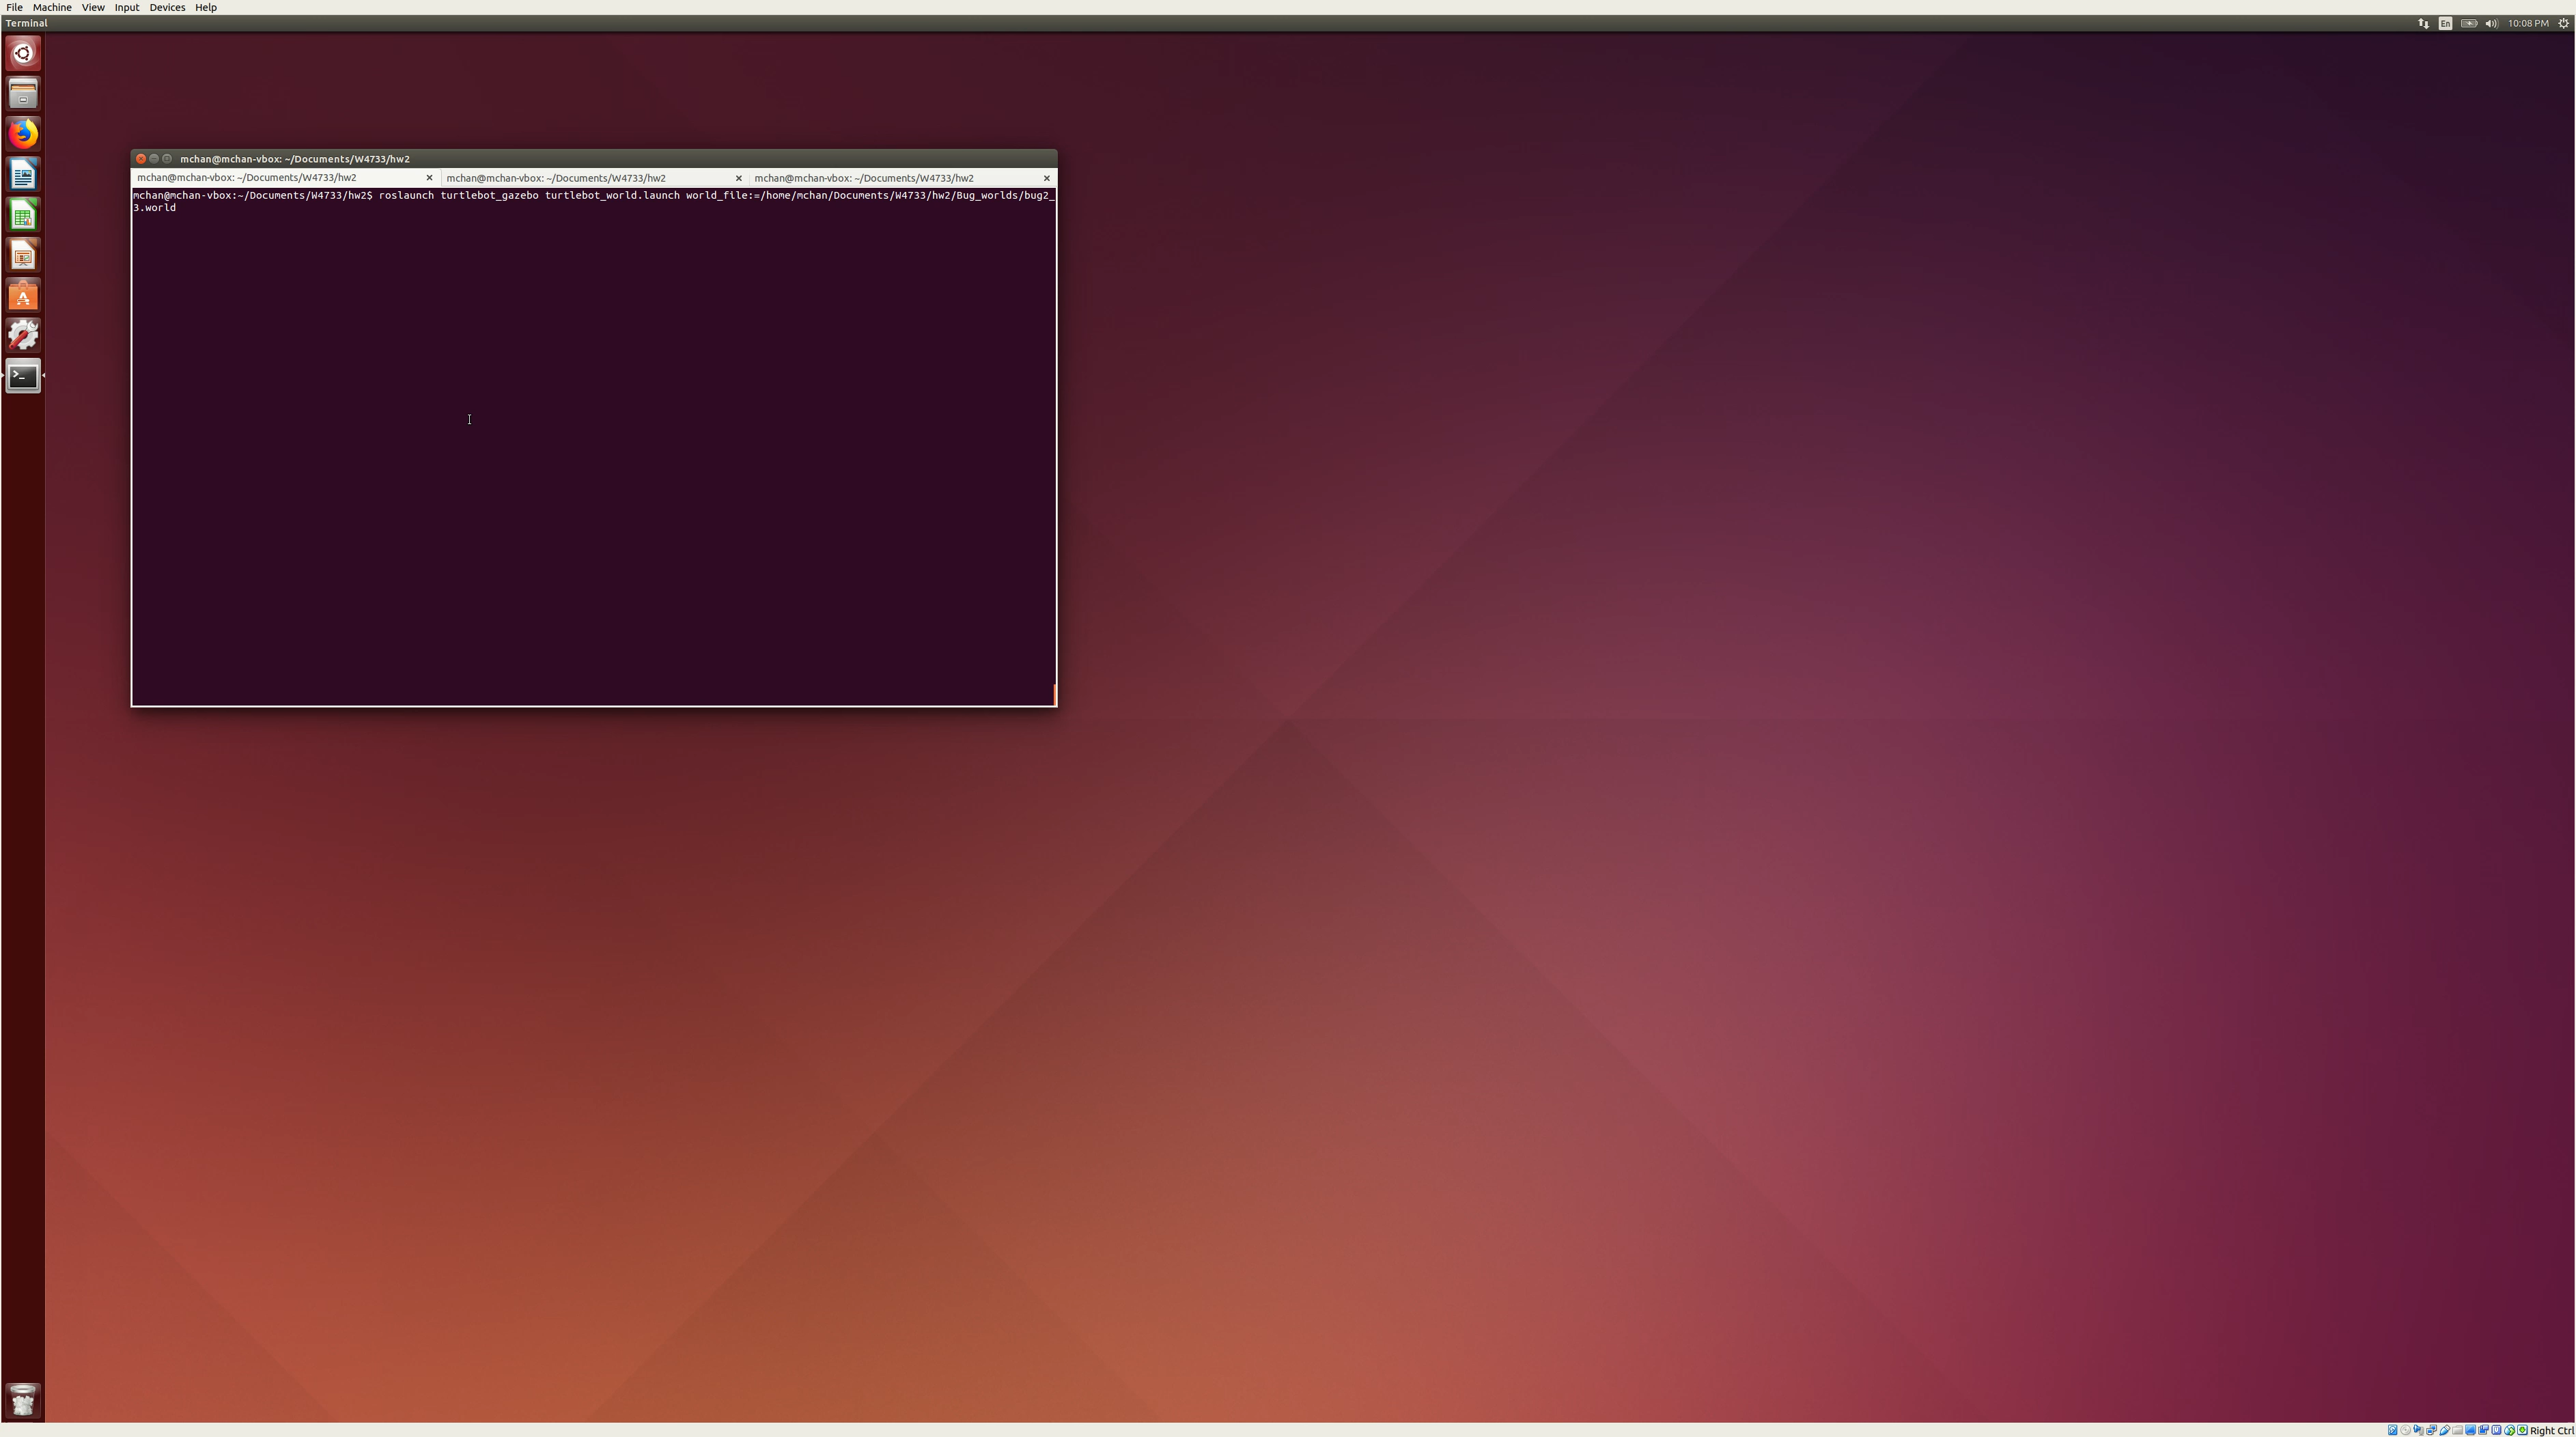 File Machine View Input Devices Help
Terminal
En
10:08 PM
mchan@mchan-vbox: ~/Documents/W4733/hw2
mchan@mchan-vbox: ~/Documents/W4733/hw2
mchan@mchan-vbox: ~/Documents/W4733/hw2
mchan@mchan-vbox: ~/Documents/W4733/hw2
mchan@mchan-vbox:~/Documents/W4733/hw2$ roslaunch turtlebot_gazebo turtlebot_world.launch world_file:=/home/mchan/Documents/W4733/hw2/Bug_worlds/bug2_
3.world
Right Ctrl